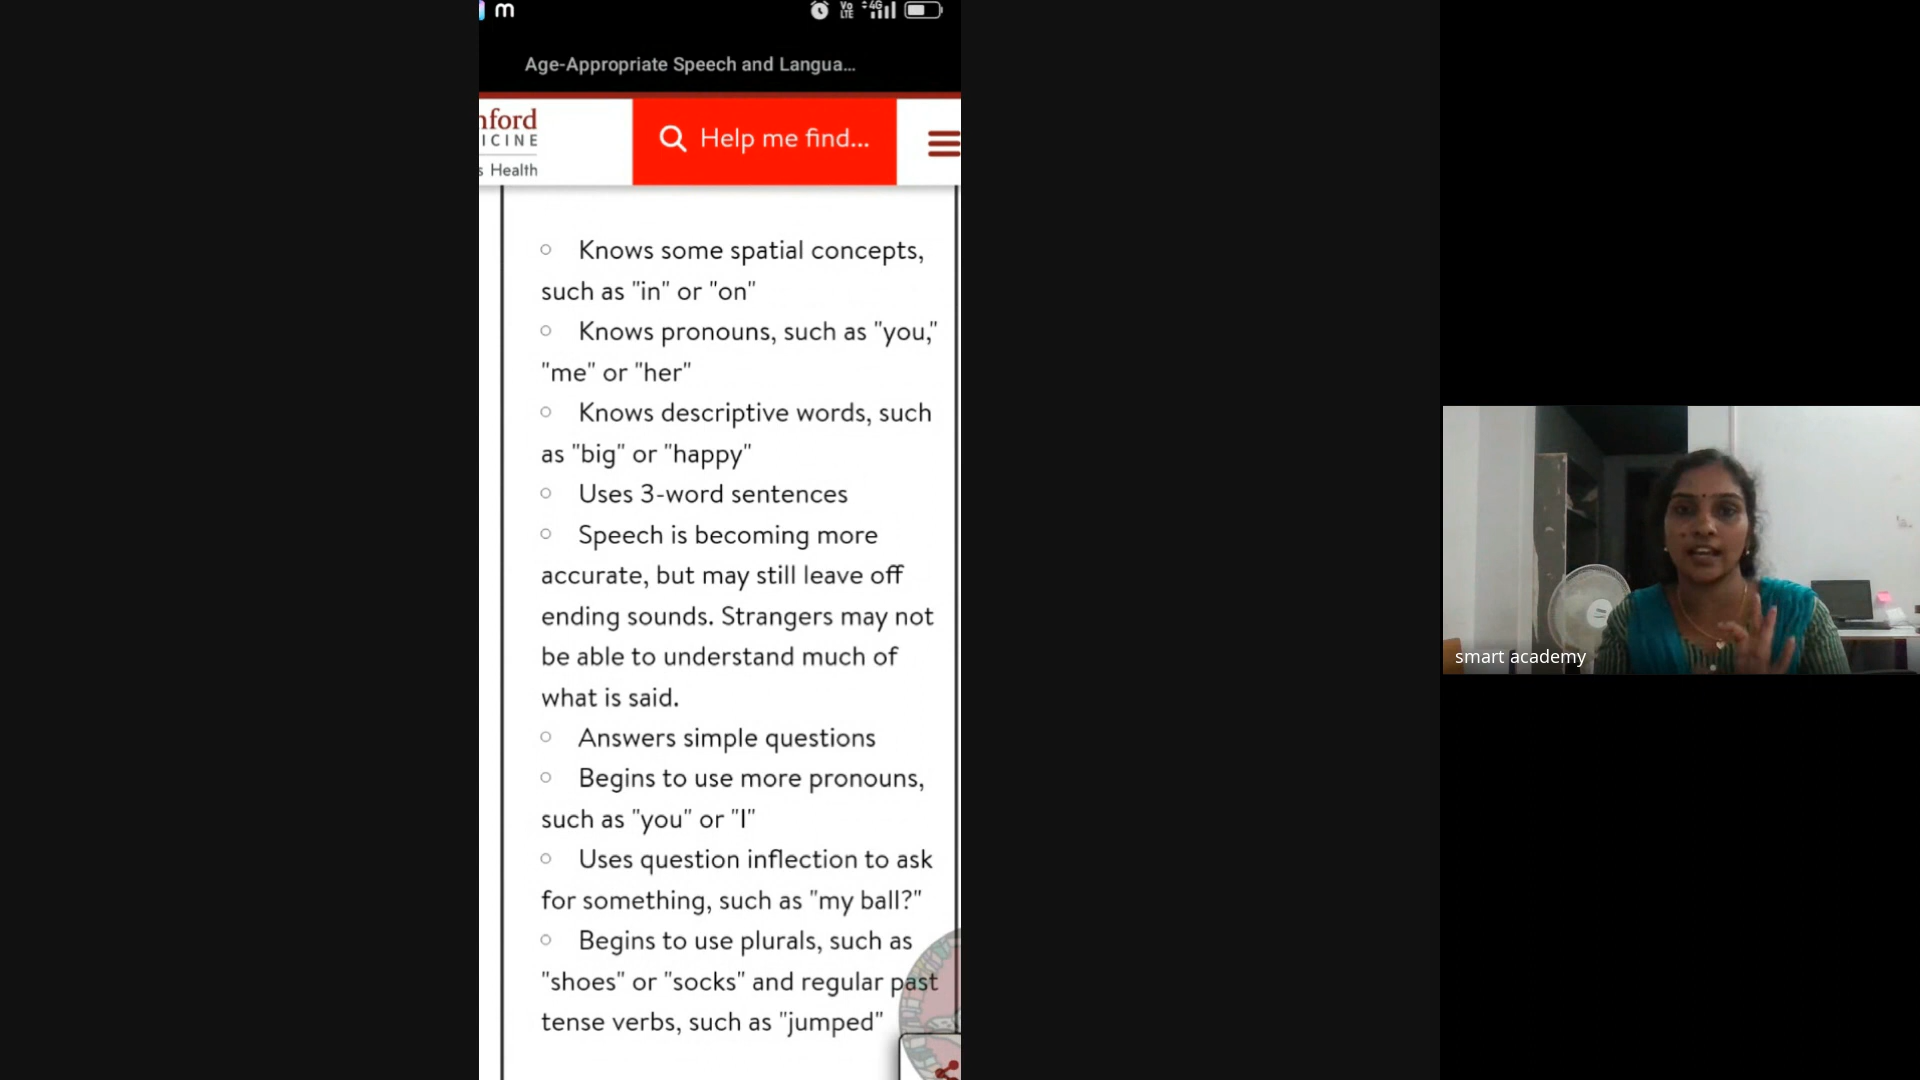 m
Vo
LTE
4G
Age-Appropriate Speech and Langua...
nford
ICINE
s Health
Help me find...
Knows some spatial concepts,
such as "in" or "on"
Knows pronouns, such as "you,"
"me" or "her"
Knows descriptive words, such
as "big" or "happy"
Uses 3-word sentences
Speech is becoming more
accurate, but may still leave off
ending sounds. Strangers may not
be able to understand much of
what is said.
Answers simple questions
Begins to use more pronouns,
such as "you" or "I"
Uses question inflection to ask
for something, such as "my ball?"
Begins to use plurals, such as
"shoes" or "socks" and regular past
tense verbs, such as "jumped"
smart academy